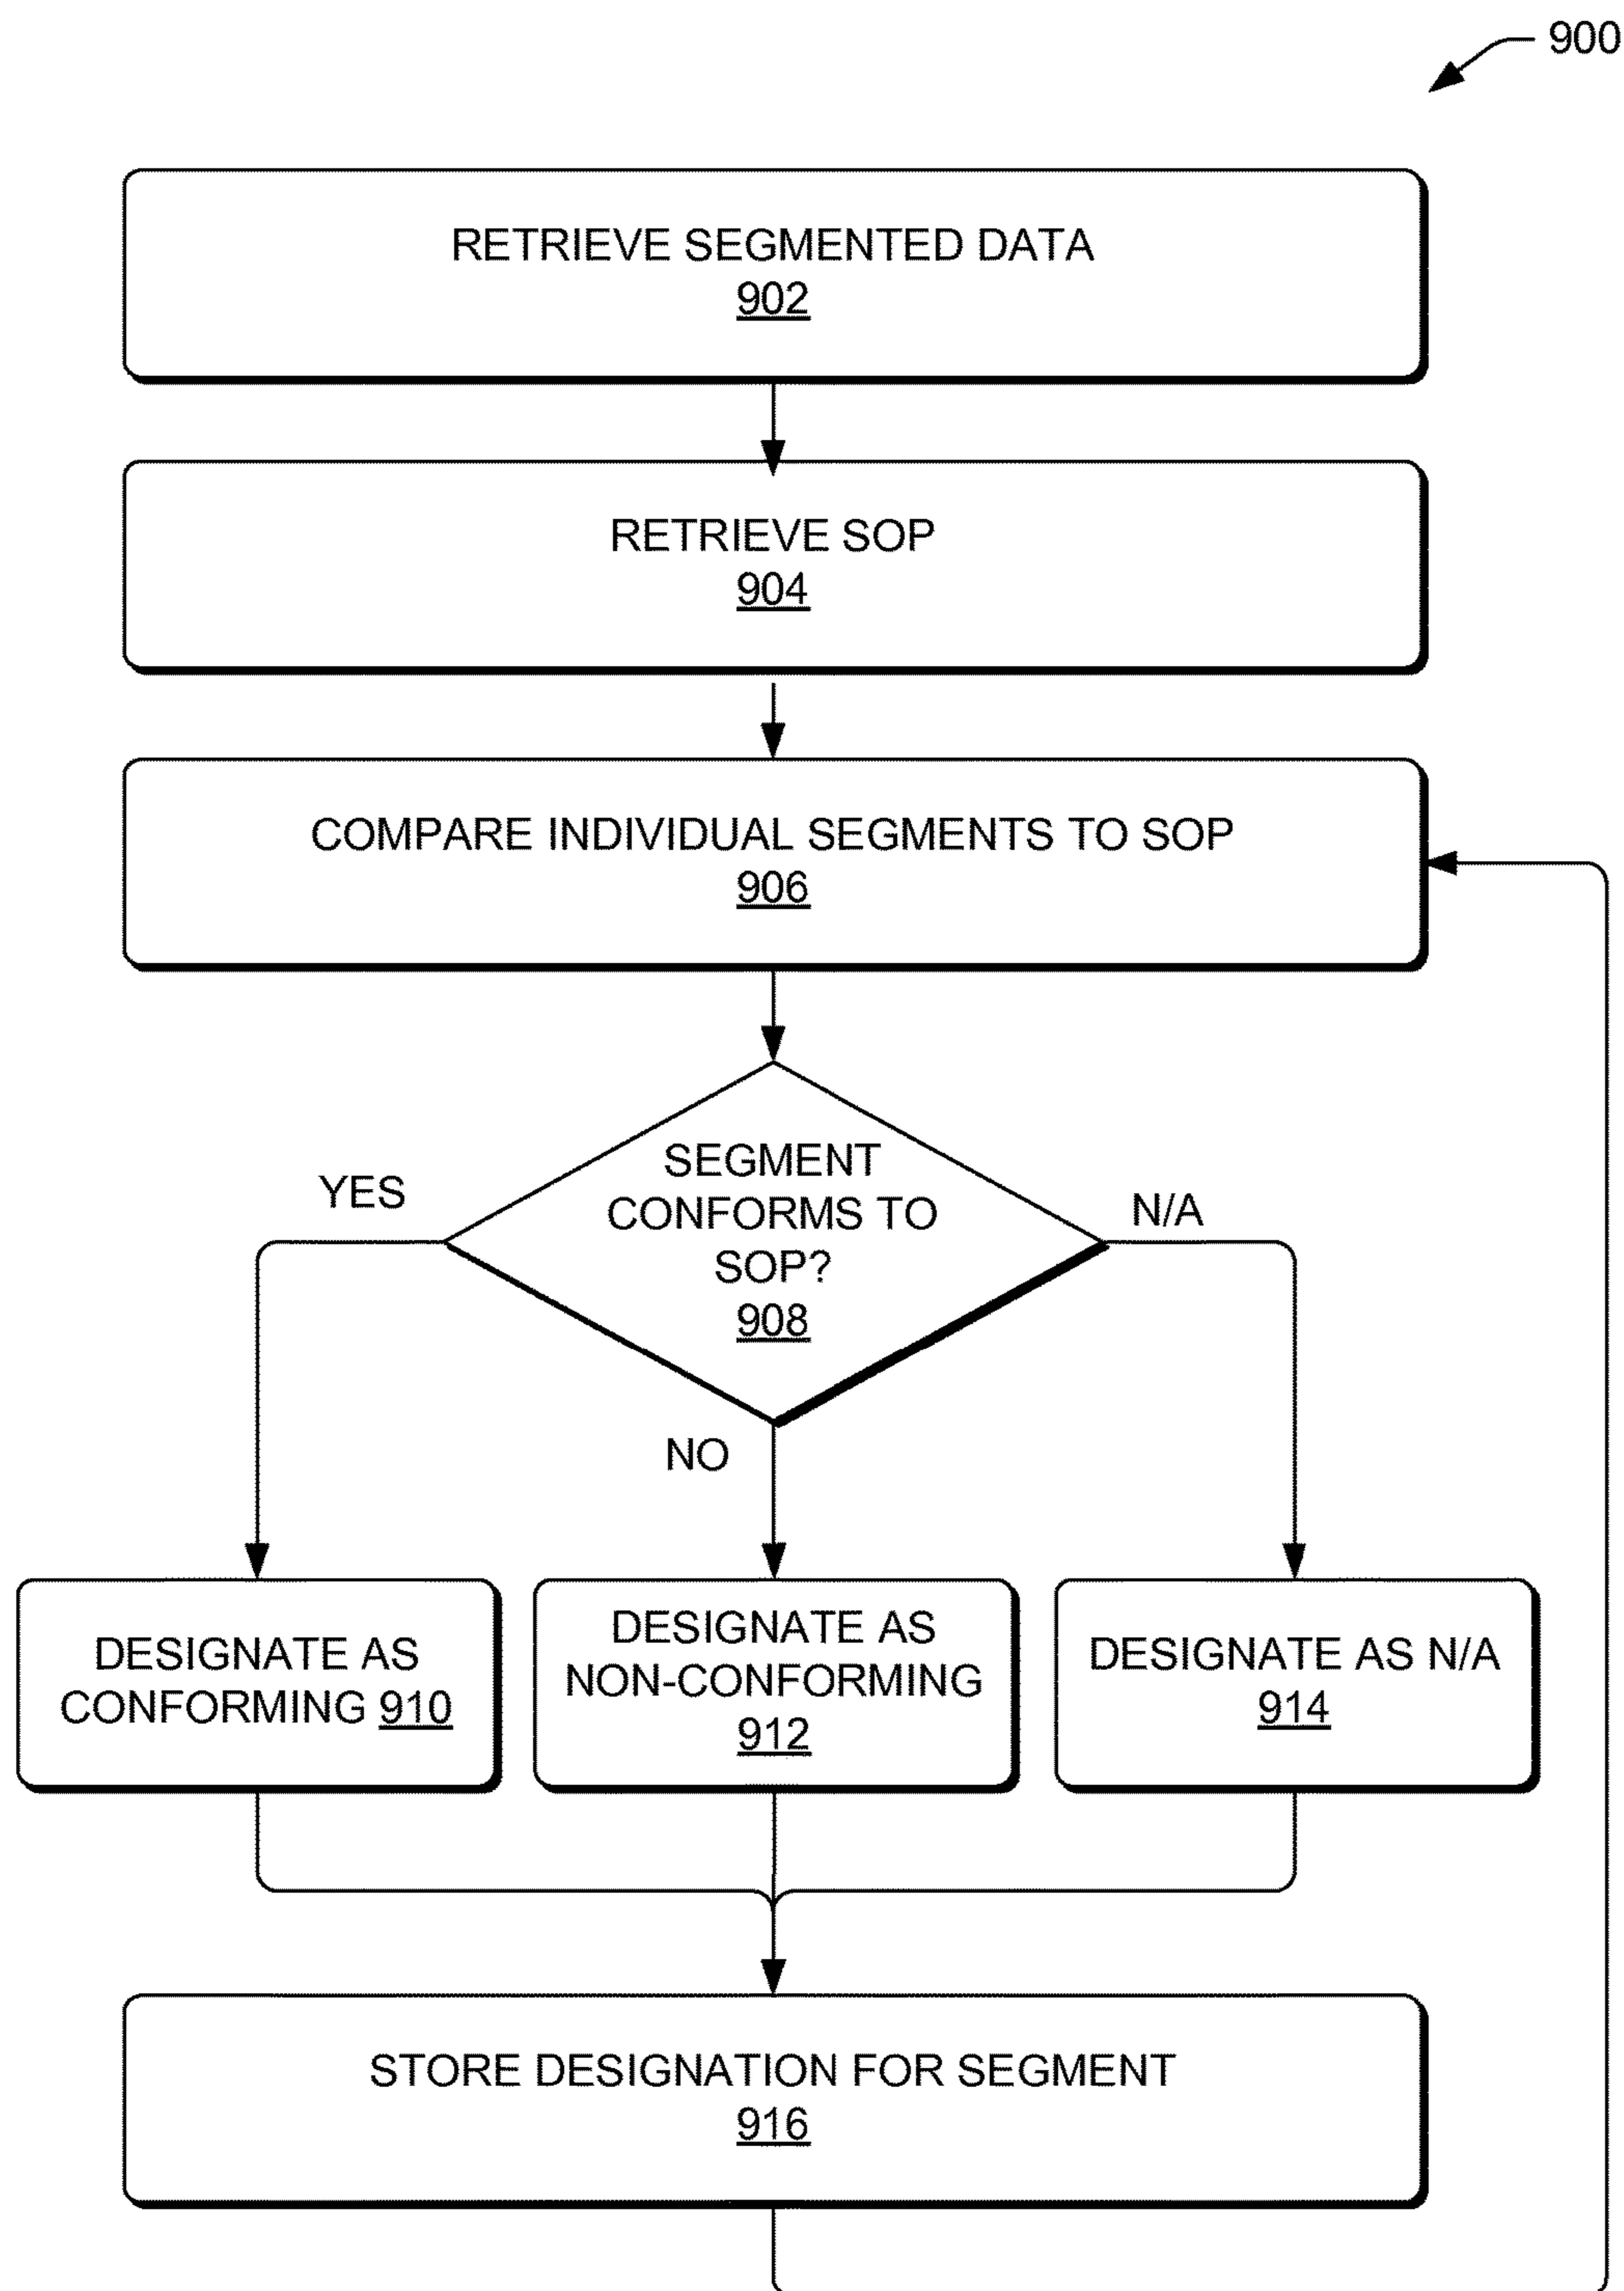 900
RETRIEVE SEGMENTED DATA
902
RETRIEVE SOP
904
COMPARE INDIVIDUAL SEGMENTS TO SOP
906
SEGMENT
CONFORMS TO
SOP?
908
YES
N/A
NO
DESIGNATE AS
CONFORMING 910
DESIGNATE AS
NON-CONFORMING
912
DESIGNATE AS N/A
914
STORE DESIGNATION FOR SEGMENT
916